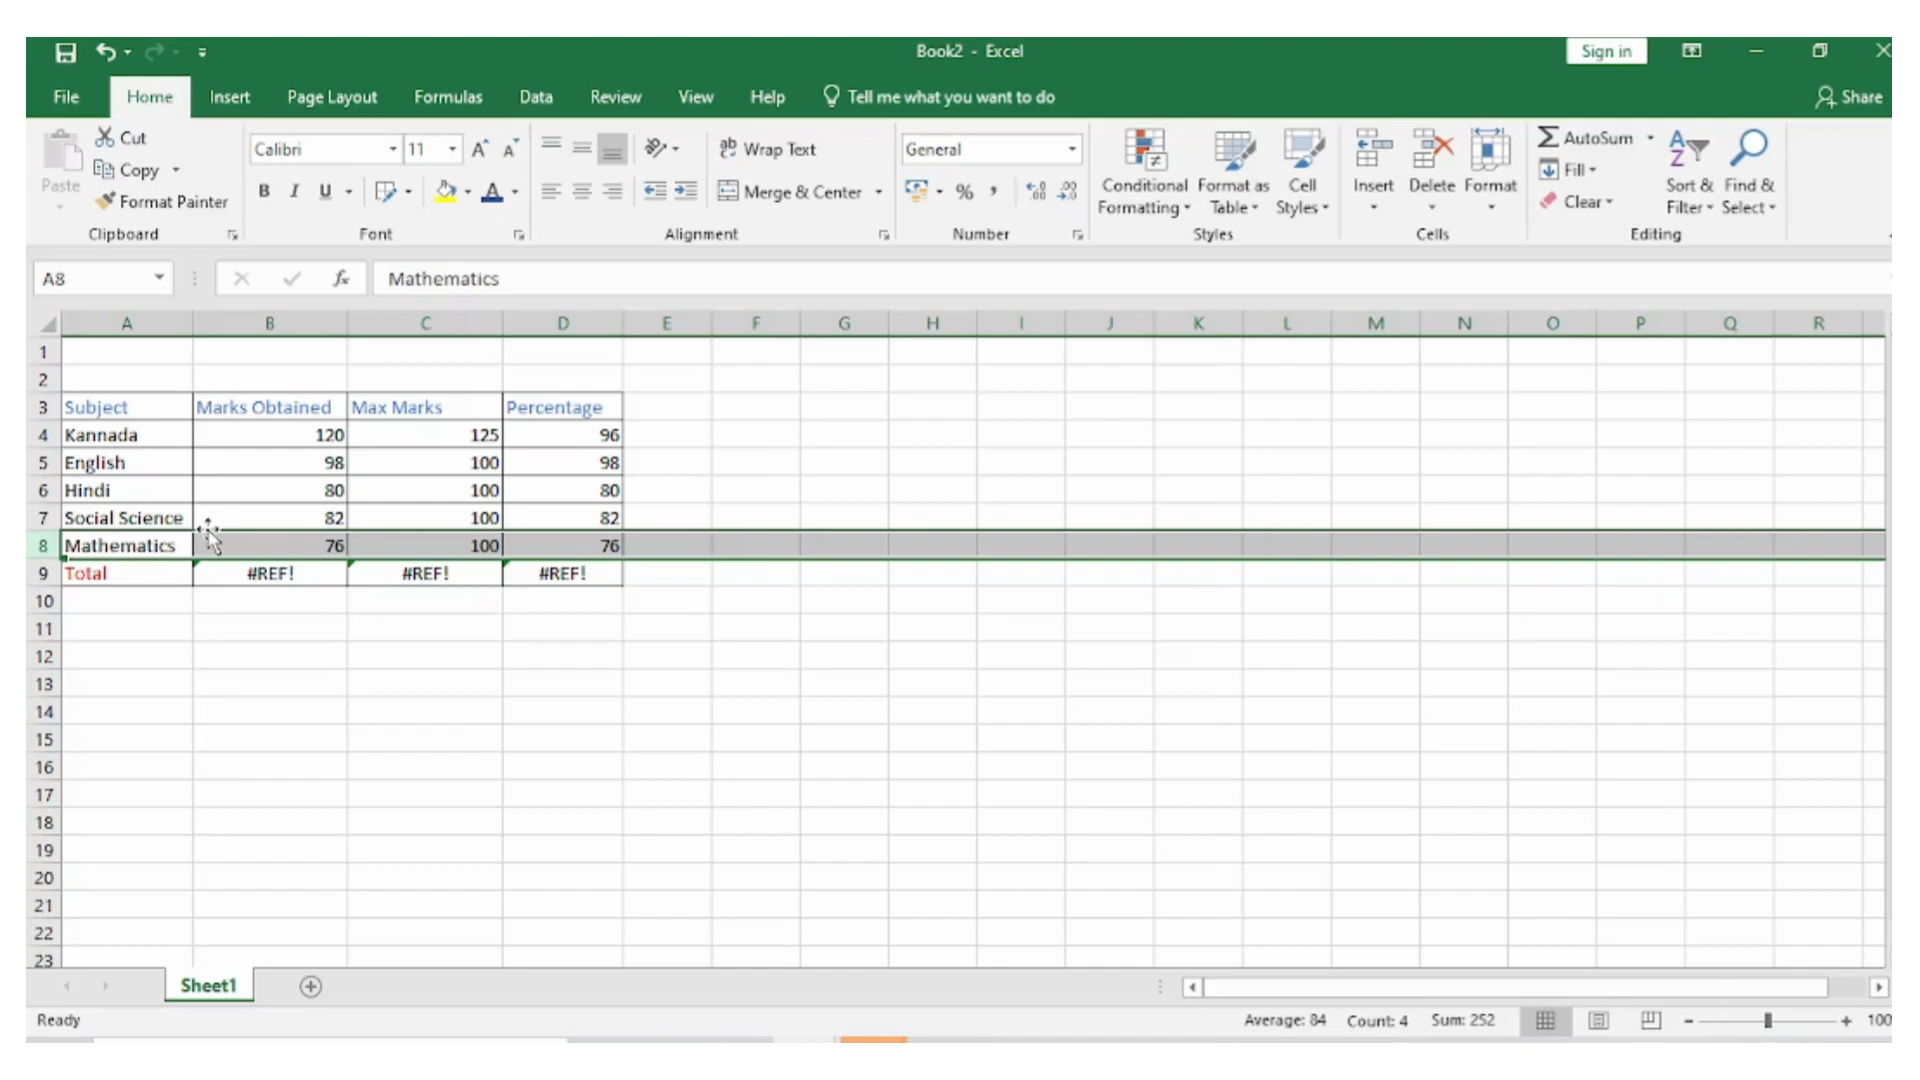 Book2 - Excel
Sign in
File Home Insert Page Layout Formulas Data Review View Help Tell me what you want to do Share
Cut
Copy
Paste
Format Painter
Clipboard
Calibri 11
B I U A
Font
Wrap Text
Merge & Center
Alignment
General
%
Number
Conditional Formatting
Format as Table
Cell Styles
Styles
Insert Delete Format
Cells
AutoSum
Fill
Clear
Sort & Filter
Find & Select
Editing
A8 fx Mathematics
A B C D E F G H I J K L M N O P Q R
1
2
3 Subject Marks Obtained Max Marks Percentage
4 Kannada 120 125 96
5 English 98 100 98
6 Hindi 80 100 80
7 Social Science 82 100 82
8 Mathematics 76 100 76
9 Total #REF! #REF! #REF!
10
11
12
13
14
15
16
17
18
19
20
21
22
23
Sheet1
Ready Average: 84 Count: 4 Sum: 252 - + 100